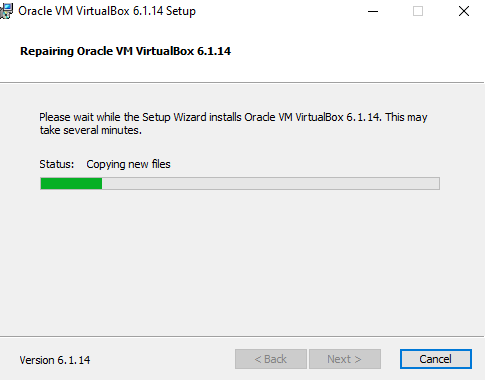 Oracle VM VirtualBox 6.1.14 Setup
Repairing Oracle VM VirtualBox 6.1.14
Please wait while the Setup Wizard installs Oracle VM VirtualBox 6.1.14. This may
take several minutes.
Status: Copying new files
Version 6.1.14 < Back Next > Cancel